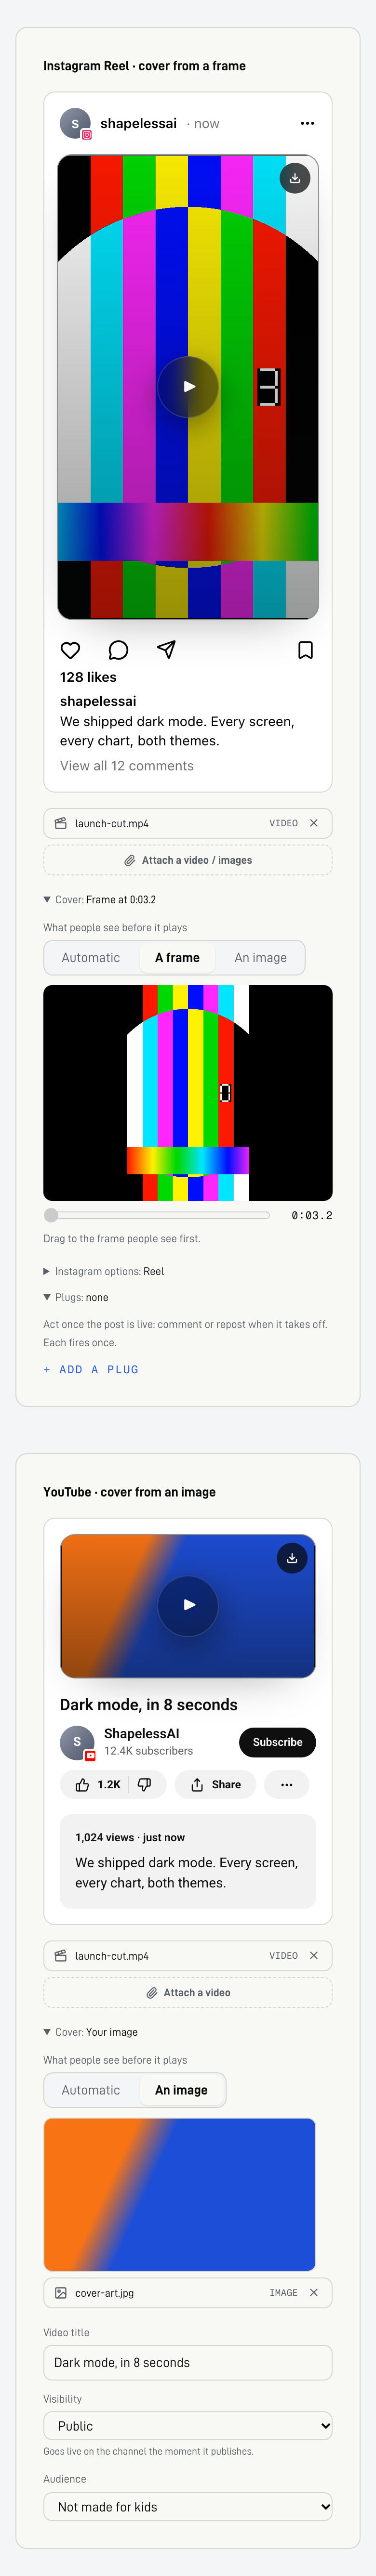 Instagram Reel · cover from a frame
S
shapelessai · now
3
128 likes
shapelessai
We shipped dark mode. Every screen,
every chart, both themes.
View all 12 comments
launch-cut.mp4 VIDEO
Attach a video / images
Cover: Frame at 0:03.2
What people see before it plays
Automatic A frame An image
0
0:03.2
Drag to the frame people see first.
Instagram options: Reel
Plugs: none
Act once the post is live: comment or repost when it takes off.
Each fires once.
+ ADD A PLUG
YouTube · cover from an image
Dark mode, in 8 seconds
S
ShapelessAI
12.4K subscribers
Subscribe
1.2K
Share
1,024 views · just now
We shipped dark mode. Every screen,
every chart, both themes.
launch-cut.mp4 VIDEO
Attach a video
Cover: Your image
What people see before it plays
Automatic An image
cover-art.jpg IMAGE
Video title
Dark mode, in 8 seconds
Visibility
Public
Goes live on the channel the moment it publishes.
Audience
Not made for kids